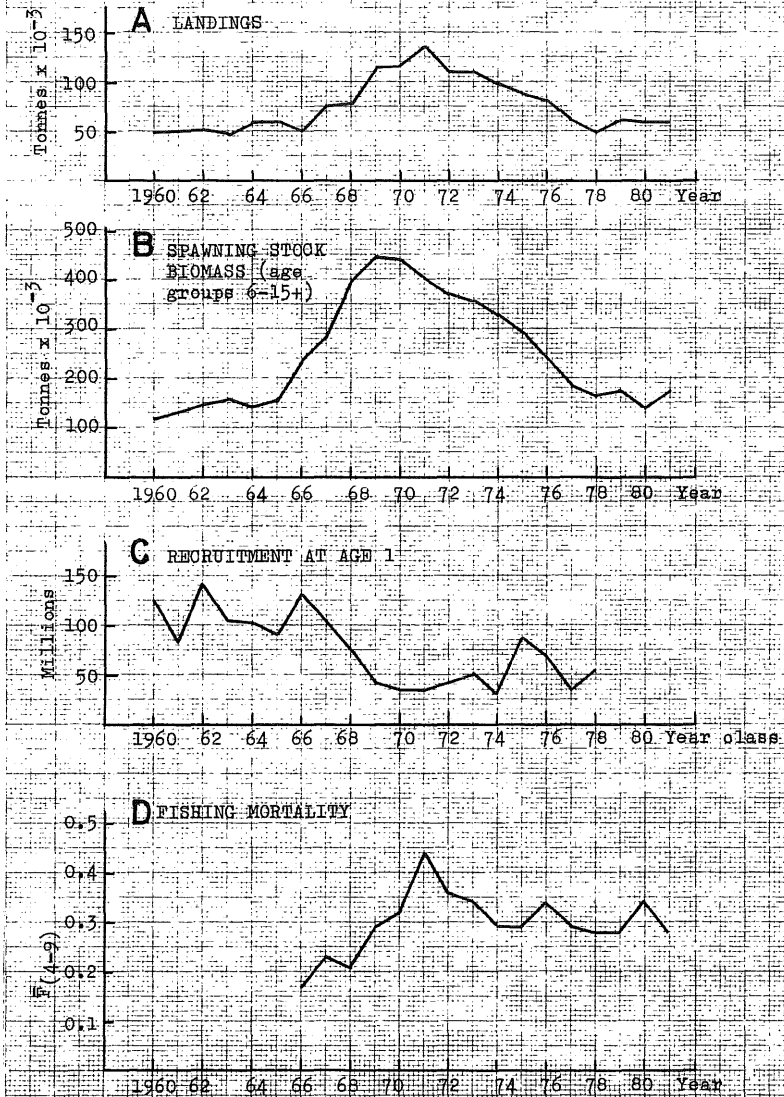 A LANDINGS
Tonnes x 10-3
150
100
50
1960 62 64 66 68 70 72 74 76 78 80 Year
B SPAWNING STOCK
BIOMASS (age
groups 6-15+)
Tonnes x 10-3
500
400
300
200
100
1960 62 64 66 68 70 72 74 76 78 80 Year
C RECRUITMENT AT AGE 1
Millions
150
100
50
1960 62 64 66 68 70 72 74 76 78 80 Year class
D FISHING MORTALITY
F̄(4-9)
0.5
0.4
0.3
0.2
0.1
1960 62 64 66 68 70 72 74 76 78 80 Year